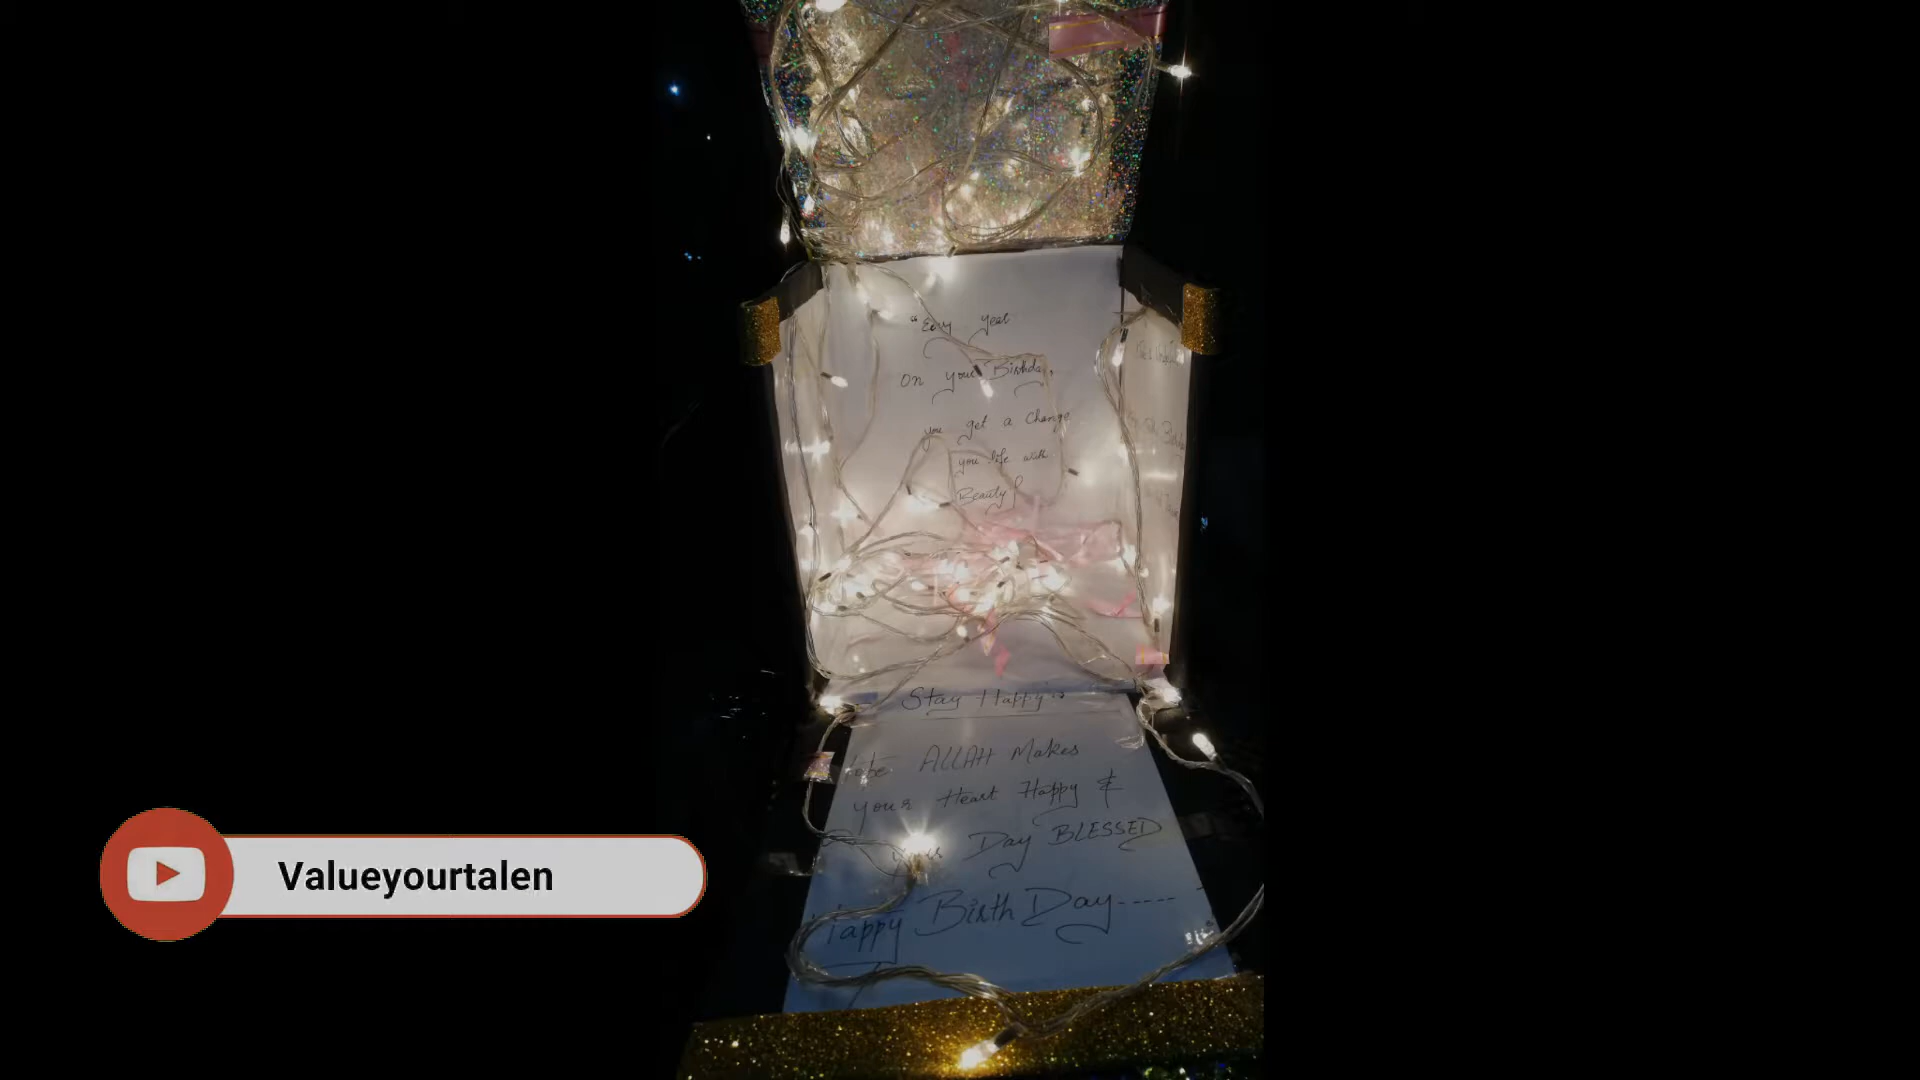 "Every year
on your Birthday
you get a Change
your life with
Beauty
Stay Happy
ALLAH Makes
your Heart Happy &
Day BLESSED
Happy Birth Day-----
Valueyourtalen